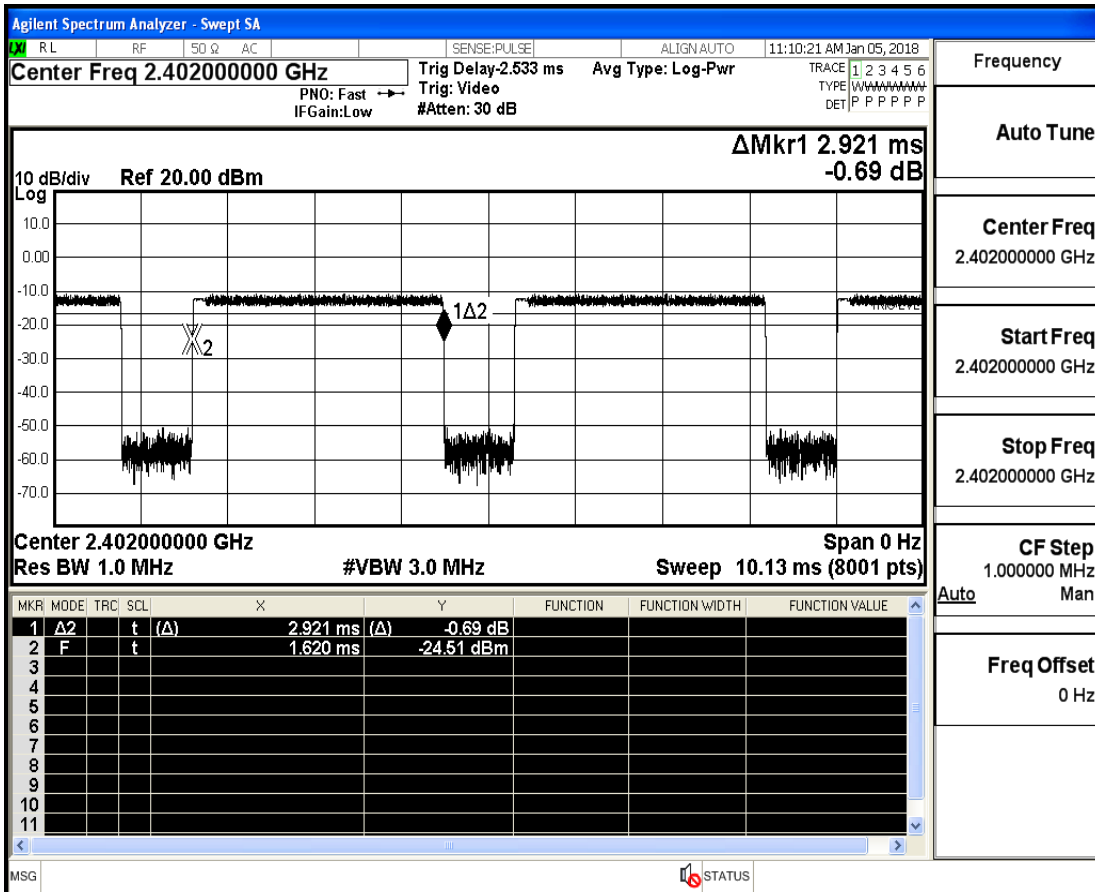 Agilent Spectrum Analyzer - Swept SA
LXI RL RF 50 Ω AC SENSE:PULSE ALIGN AUTO 11:10:21 AM Jan 05, 2018
Center Freq 2.402000000 GHz
PNO: Fast
IFGain:Low
Trig Delay-2.533 ms
Trig: Video
#Atten: 30 dB
Avg Type: Log-Pwr
TRACE 1 2 3 4 5 6
TYPE WWWWWW
DET P P P P P P
ΔMkr1 2.921 ms
-0.69 dB
10 dB/div Ref 20.00 dBm
Log
10.0
0.00
-10.0
-20.0
-30.0
-40.0
-50.0
-60.0
-70.0
1Δ2
2
Center 2.402000000 GHz Span 0 Hz
Res BW 1.0 MHz #VBW 3.0 MHz Sweep 10.13 ms (8001 pts)
MKR MODE TRC SCL X Y FUNCTION FUNCTION WIDTH FUNCTION VALUE
1 Δ2 t (Δ) 2.921 ms (Δ) -0.69 dB
2 F t 1.620 ms -24.51 dBm
3
4
5
6
7
8
9
10
11
MSG STATUS
Frequency
Auto Tune
Center Freq
2.402000000 GHz
Start Freq
2.402000000 GHz
Stop Freq
2.402000000 GHz
CF Step
1.000000 MHz
Auto Man
Freq Offset
0 Hz